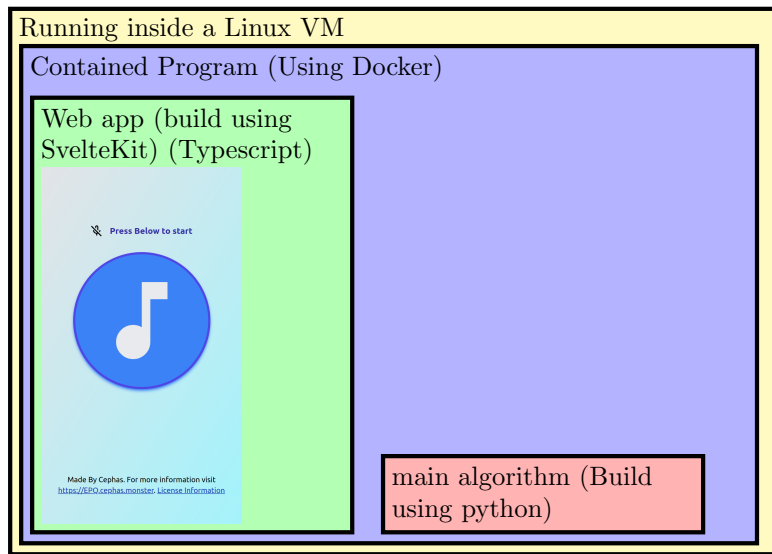 Running inside a Linux VM
Contained Program (Using Docker)
Web app (build using
SvelteKit) (Typescript)
Press Below to start
Made By Cephas. For more information visit
https://EPQ.cephas.monster. License Information
main algorithm (Build
using python)